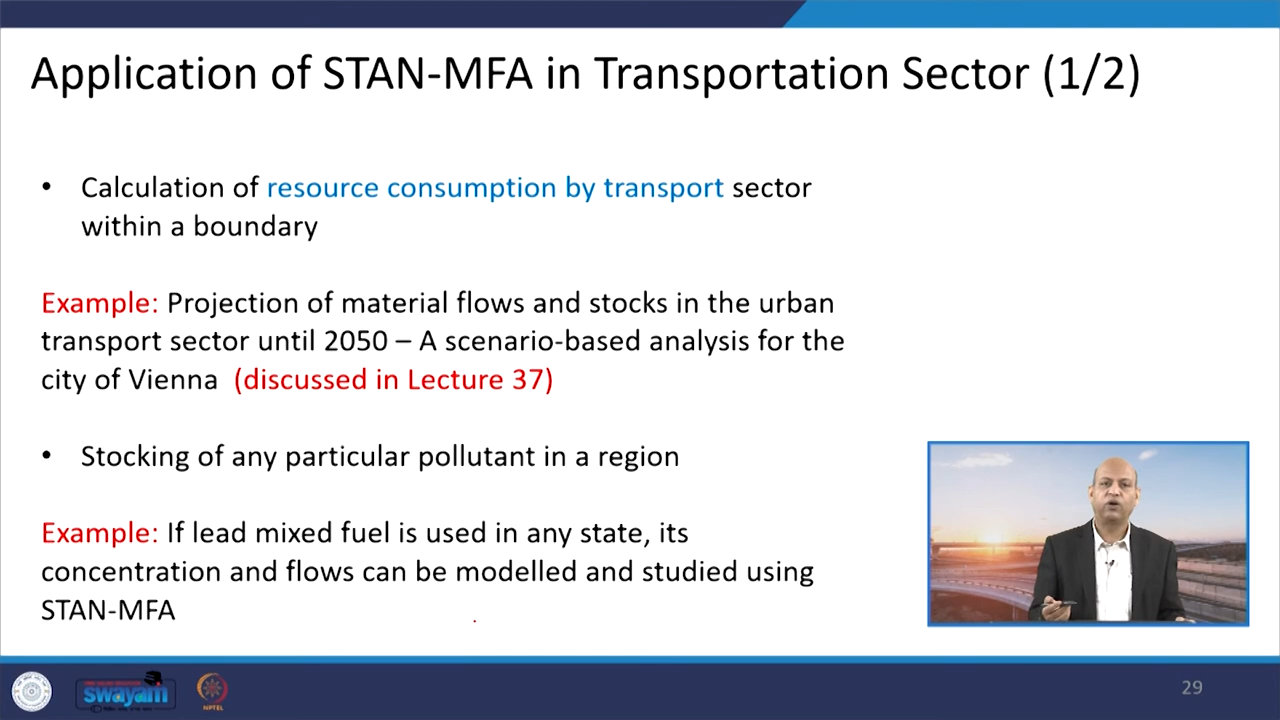 Application of STAN-MFA in Transportation Sector (1/2)
• Calculation of resource consumption by transport sector
within a boundary
Example: Projection of material flows and stocks in the urban
transport sector until 2050 – A scenario-based analysis for the
city of Vienna (discussed in Lecture 37)
• Stocking of any particular pollutant in a region
Example: If lead mixed fuel is used in any state, its
concentration and flows can be modelled and studied using
STAN-MFA
swayam
NPTEL
29